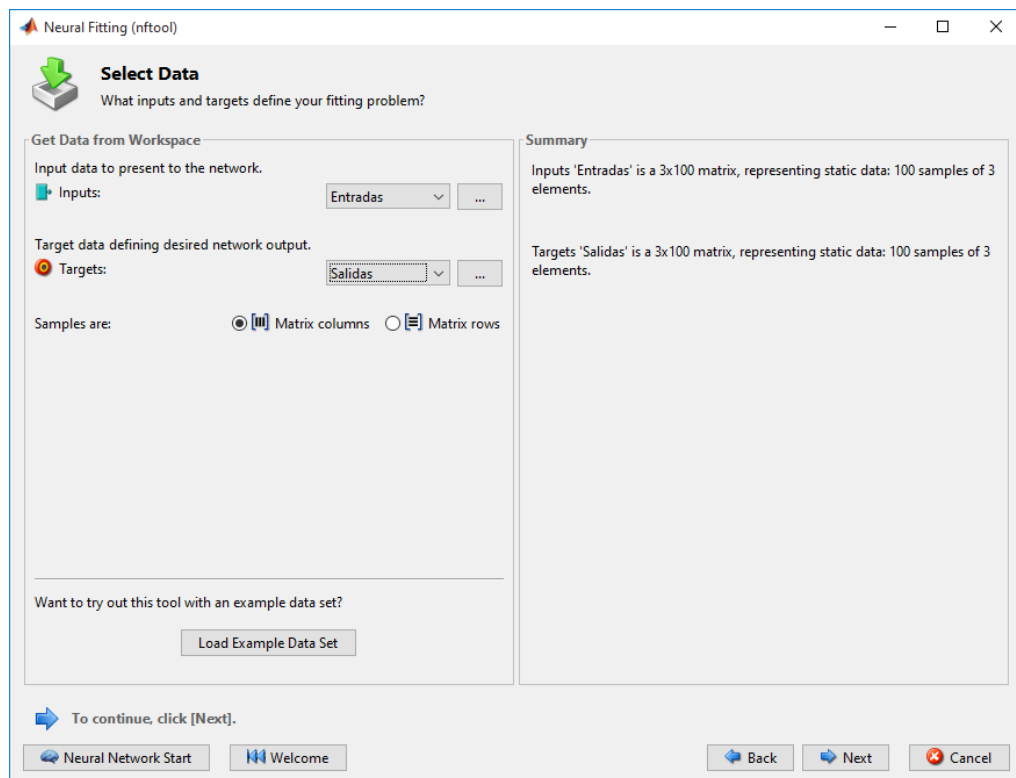 Neural Fitting (nftool)
Select Data
What inputs and targets define your fitting problem?
Get Data from Workspace
Input data to present to the network.
Inputs:
Entradas
...
Target data defining desired network output.
Targets:
Salidas
...
Samples are:
Matrix columns
Matrix rows
Want to try out this tool with an example data set?
Load Example Data Set
Summary
Inputs 'Entradas' is a 3x100 matrix, representing static data: 100 samples of 3
elements.
Targets 'Salidas' is a 3x100 matrix, representing static data: 100 samples of 3
elements.
To continue, click [Next].
Neural Network Start
Welcome
Back
Next
Cancel